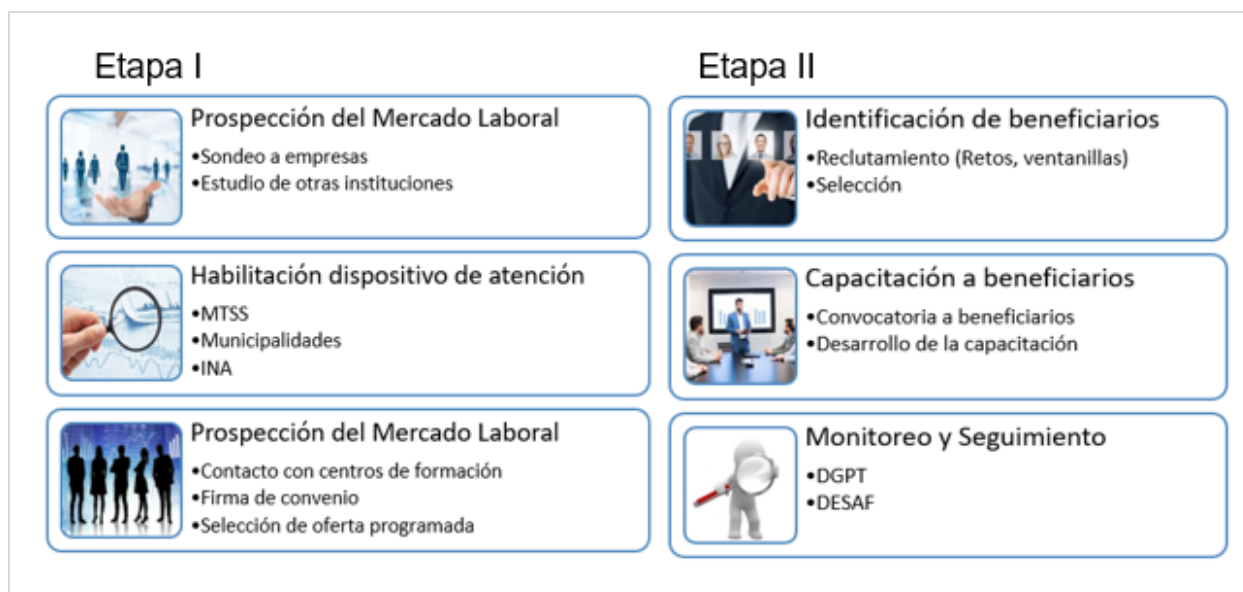 Etapa I
Prospección del Mercado Laboral
•Sondeo a empresas
•Estudio de otras instituciones
Habilitación dispositivo de atención
•MTSS
•Municipalidades
•INA
Prospección del Mercado Laboral
•Contacto con centros de formación
•Firma de convenio
•Selección de oferta programada
Etapa II
Identificación de beneficiarios
•Reclutamiento (Retos, ventanillas)
•Selección
Capacitación a beneficiarios
•Convocatoria a beneficiarios
•Desarrollo de la capacitación
Monitoreo y Seguimiento
•DGPT
•DESAF